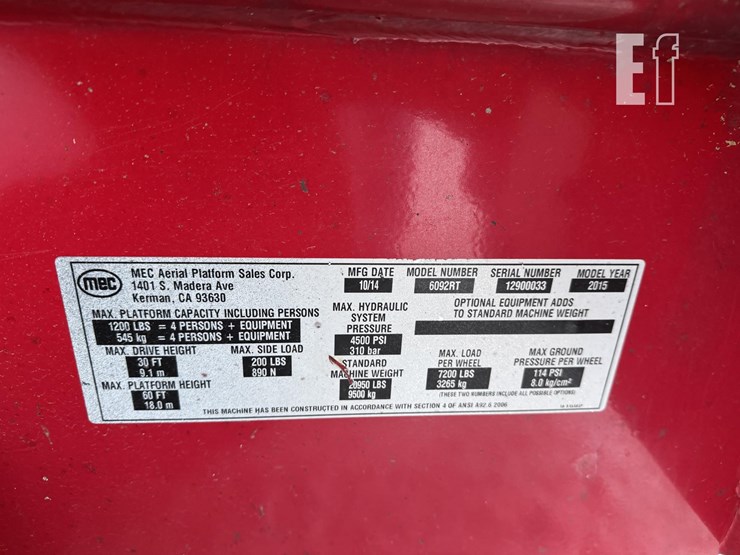 Ef
mec
MEC Aerial Platform Sales Corp.
1401 S. Madera Ave
Kerman, CA 93630
MFG DATE
10/14
MODEL NUMBER
6092RT
SERIAL NUMBER
12900033
MODEL YEAR
2015
MAX. PLATFORM CAPACITY INCLUDING PERSONS
1200 LBS = 4 PERSONS + EQUIPMENT
545 kg = 4 PERSONS + EQUIPMENT
MAX. DRIVE HEIGHT
30 FT
9.1 m
MAX. SIDE LOAD
200 LBS
890 N
MAX. PLATFORM HEIGHT
60 FT
18.0 m
MAX. HYDRAULIC
SYSTEM
PRESSURE
4500 PSI
310 bar
STANDARD
MACHINE WEIGHT
20950 LBS
9500 kg
OPTIONAL EQUIPMENT ADDS
TO STANDARD MACHINE WEIGHT
MAX. LOAD
PER WHEEL
7200 LBS
3265 kg
MAX GROUND
PRESSURE PER WHEEL
114 PSI
8.0 kg/cm²
(THESE TWO NUMBERS INCLUDE ALL POSSIBLE OPTIONS)
THIS MACHINE HAS BEEN CONSTRUCTED IN ACCORDANCE WITH SECTION 4 OF ANSI A92.6 2006